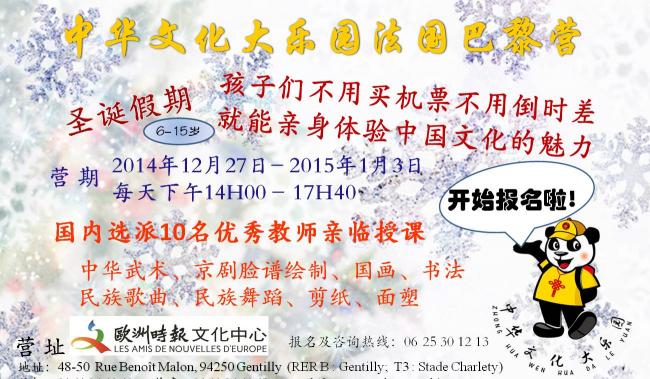 中华文化大乐园法国巴黎营
圣诞假期
6-15岁
孩子们不用买机票不用倒时差
就能亲身体验中国文化的魅力
营 期
2014年12月27日－2015年1月3日
每天下午14H00－17H40
开始报名啦!
国内选派10名优秀教师亲临授课
中华武术、京剧脸谱绘制、国画、书法
民族歌曲、民族舞蹈、剪纸、面塑
中华文化大乐园
ZHONG HUA WEN HUA DA LE YUAN
营 址
歐洲時報文化中心
LES AMIS DE NOUVELLES D'EUROPE
报名及咨询热线：06 25 30 12 13
地址：48-50 Rue Benoît Malon, 94250 Gentilly (RER B : Gentilly; T3 : Stade Charlety)